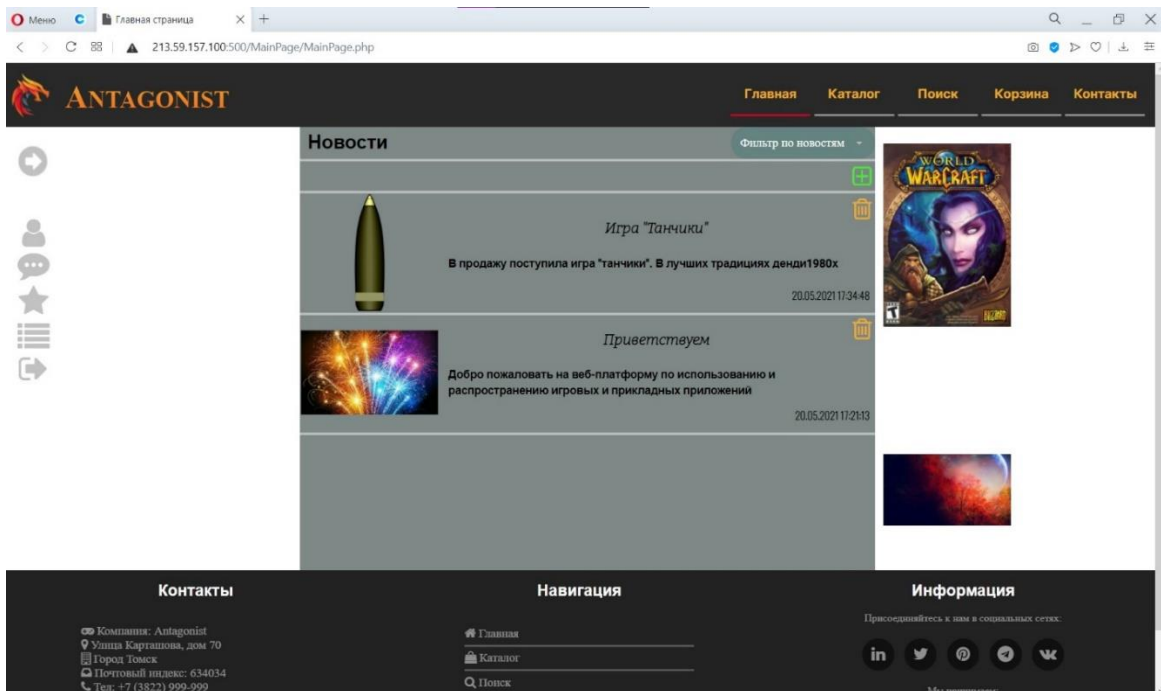 Меню
Главная страница
213.59.157.100:500/MainPage/MainPage.php
ANTAGONIST
Главная Каталог Поиск Корзина Контакты
Новости
Фильтр по новостям
Игра "Танчики"
В продажу поступила игра "танчики". В лучших традициях денди1980х
20.05.2021 17:34:48
Приветствуем
Добро пожаловать на веб-платформу по использованию и
распространению игровых и прикладных приложений
20.05.2021 17:21:13
WORLD
WARCRAFT
BLIZZARD
Контакты
Компания: Antagonist
Улица Карташова, дом 70
Город Томск
Почтовый индекс: 634034
Тел: +7 (3822) 999-999
Навигация
Главная
Каталог
Поиск
Информация
Присоединяйтесь к нам в социальных сетях: